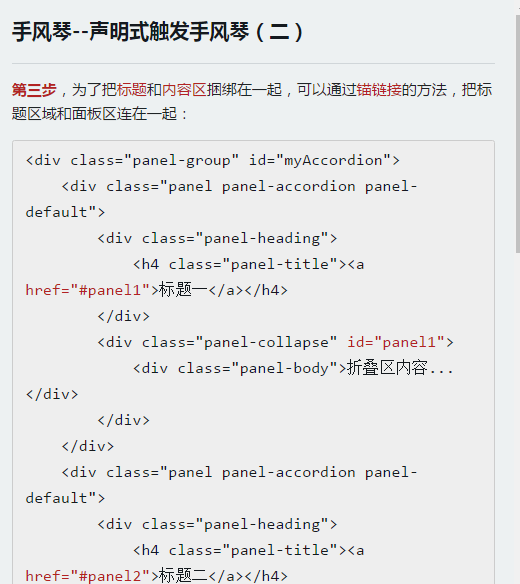 手风琴--声明式触发手风琴（二）
第三步，为了把标题和内容区捆绑在一起，可以通过锚链接的方法，把标
题区域和面板区连在一起：
<div class="panel-group" id="myAccordion">
    <div class="panel panel-accordion panel-
default">
        <div class="panel-heading">
            <h4 class="panel-title"><a
href="#panel1">标题一</a></h4>
        </div>
        <div class="panel-collapse" id="panel1">
            <div class="panel-body">折叠区内容...
</div>
        </div>
    </div>
    <div class="panel panel-accordion panel-
default">
        <div class="panel-heading">
            <h4 class="panel-title"><a
href="#panel2">标题二</a></h4>